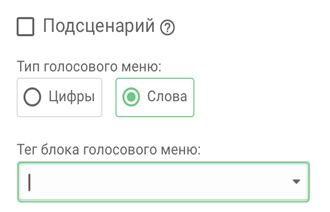 Подсценарий ?
Тип голосового меню:
Цифры Слова
Тег блока голосового меню: